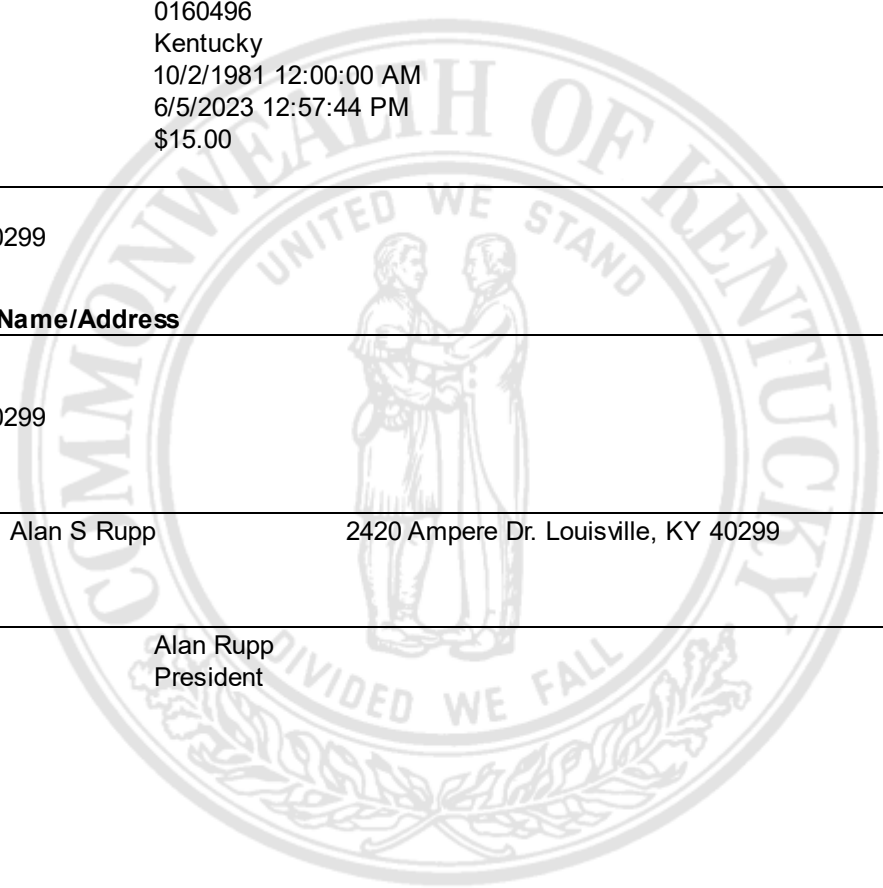 0160496
Kentucky
10/2/1981 12:00:00 AM
6/5/2023 12:57:44 PM
$15.00
COMMONWEALTH OF KENTUCKY
UNITED WE STAND
0299
Name/Address
0299
Alan S Rupp 2420 Ampere Dr. Louisville, KY 40299
Alan Rupp
President
DIVIDED WE FALL